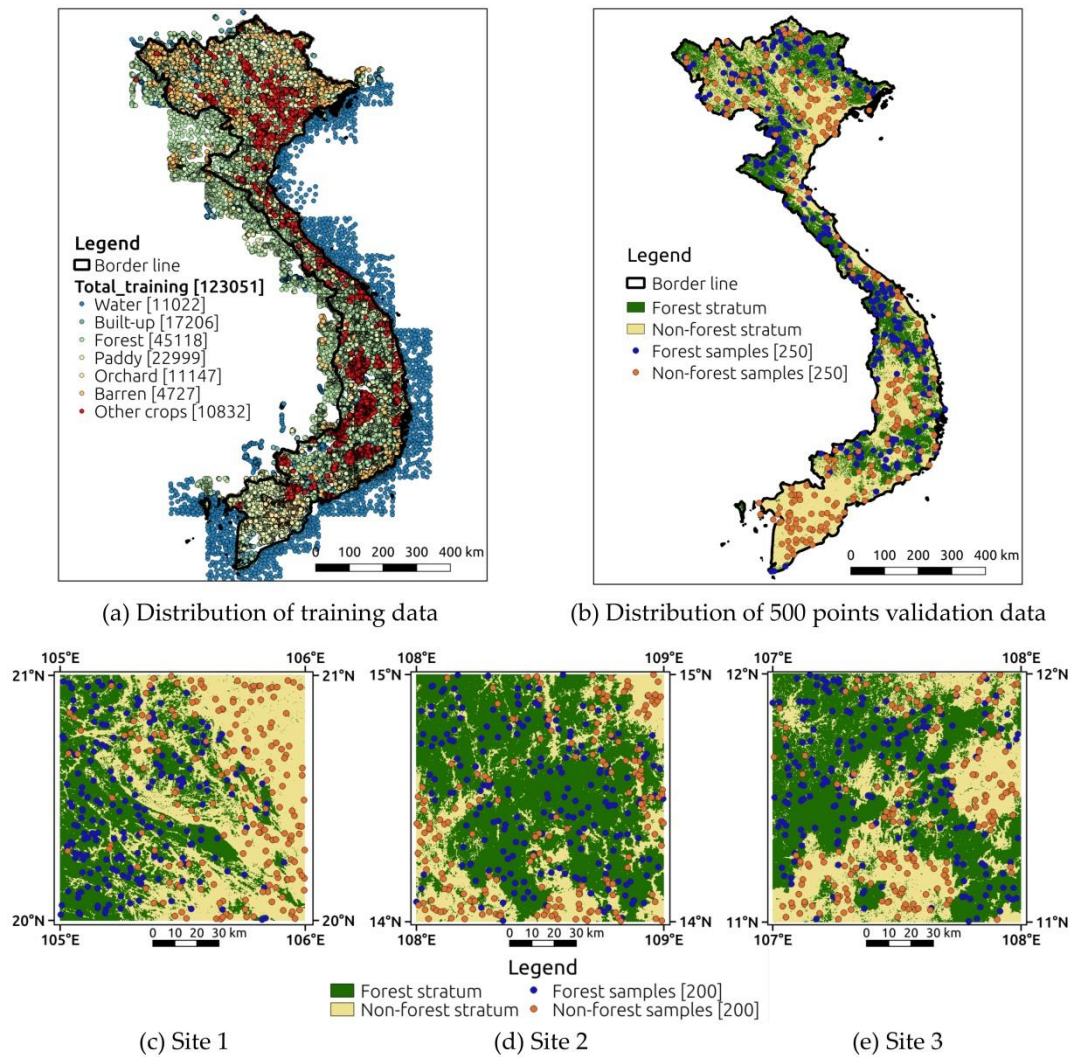 Legend
Border line
Total_training [123051]
Water [11022]
Built-up [17206]
Forest [45118]
Paddy [22999]
Orchard [11147]
Barren [4727]
Other crops [10832]
0 100 200 300 400 km
(a) Distribution of training data
Legend
Border line
Forest stratum
Non-forest stratum
Forest samples [250]
Non-forest samples [250]
0 100 200 300 400 km
(b) Distribution of 500 points validation data
105°E 106°E
21°N 21°N
20°N 20°N
105°E 106°E
0 10 20 30 km
108°E 109°E
15°N 15°N
14°N 14°N
108°E 109°E
0 10 20 30 km
107°E 108°E
12°N 12°N
11°N 11°N
107°E 108°E
0 10 20 30 km
Legend
Forest stratum Forest samples [200]
Non-forest stratum Non-forest samples [200]
(c) Site 1 (d) Site 2 (e) Site 3